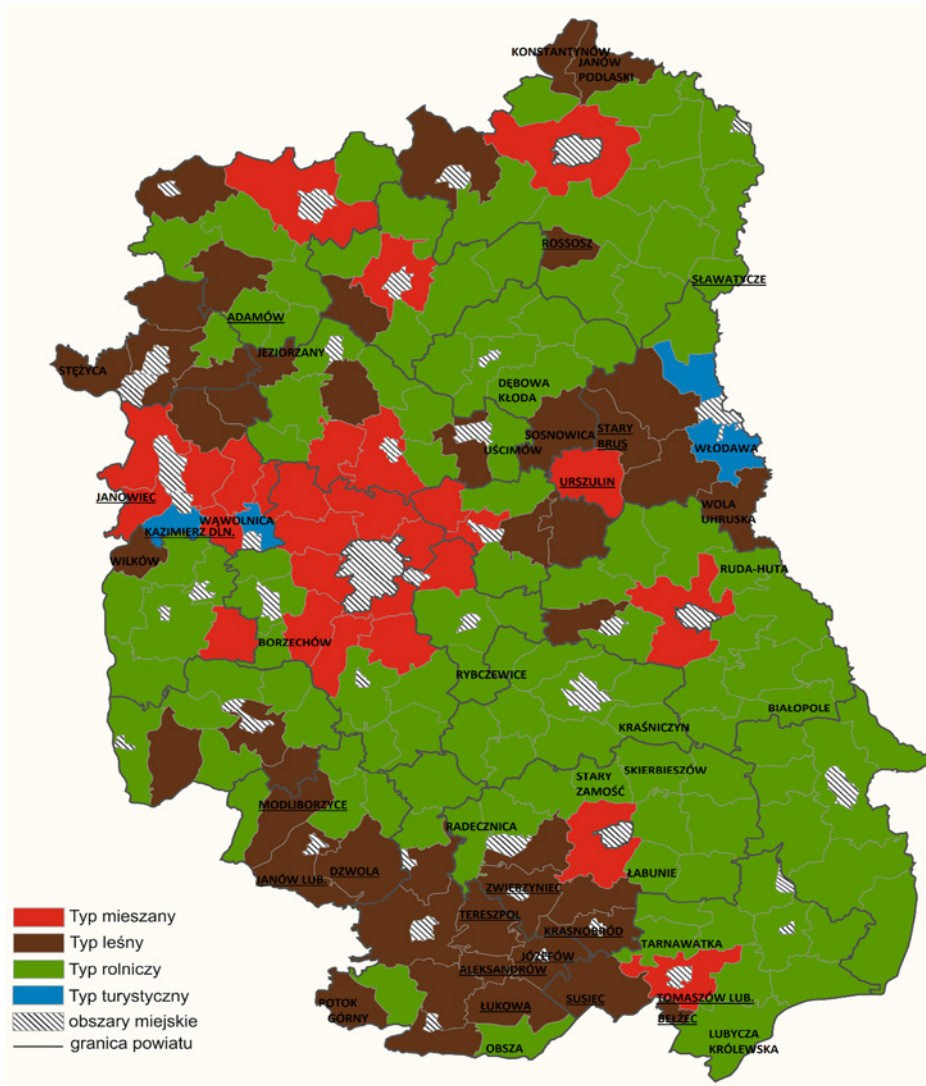 KONSTANTYNÓW
JANÓW
PODLASKI
ROSSOSZ
SŁAWATYCZE
ADAMÓW
JEZIORZANY
STĘŻYCA
DĘBOWA
KŁODA
SOSNOWICA
STARY
BRUS
UŚCIMÓW
WŁODAWA
URSZULIN
JANOWIEC
WOLA
UHRUSKA
WĄWOLNICA
KAZIMIERZ DLN.
WILKÓW
RUDA-HUTA
BORZECHÓW
RYBCZEWICE
BIAŁOPOLE
KRAŚNICZYN
SKIERBIESZÓW
STARY
ZAMOŚĆ
MODLIBORZYCE
RADECZNICA
JANÓW LUB.
DZWOLA
ŁABUNIE
ZWIERZYNIEC
TERESZPOL
KRASNOBRÓD
TARNAWATKA
JÓZEFÓW
ALEKSANDRÓW
POTOK
GÓRNY
ŁUKOWA
SUSIEC
TOMASZÓW LUB.
BEŁŻEC
LUBYCZA
KRÓLEWSKA
OBSZA
Typ mieszany
Typ leśny
Typ rolniczy
Typ turystyczny
obszary miejskie
granica powiatu